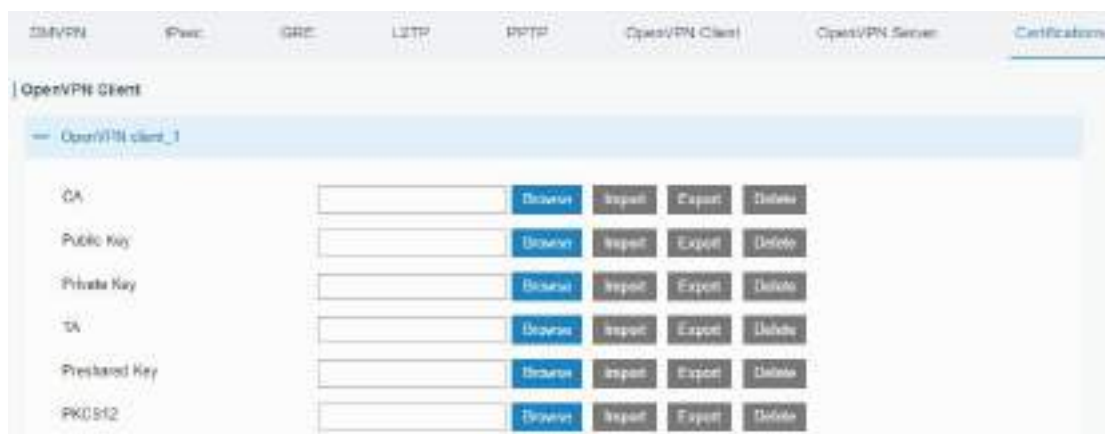 DMVPN IPsec GRE L2TP PPTP OpenVPN Client OpenVPN Server Certifications
OpenVPN Client
OpenVPN client_1
CA Browse Import Export Delete
Public Key Browse Import Export Delete
Private Key Browse Import Export Delete
TA Browse Import Export Delete
Preshared Key Browse Import Export Delete
PKCS12 Browse Import Export Delete